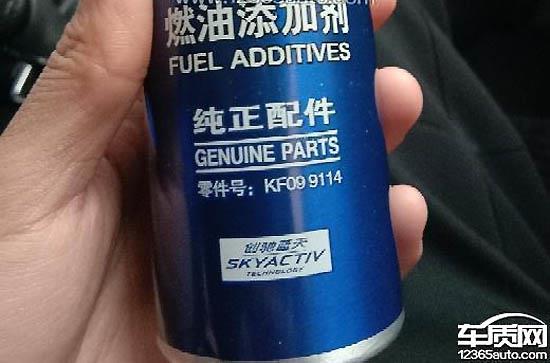 燃油添加剂
FUEL ADDITIVES
纯正配件
GENUINE PARTS
零件号: KF09 9114
创驰蓝天
SKYACTIV
TECHNOLOGY
车质网
12365auto.com